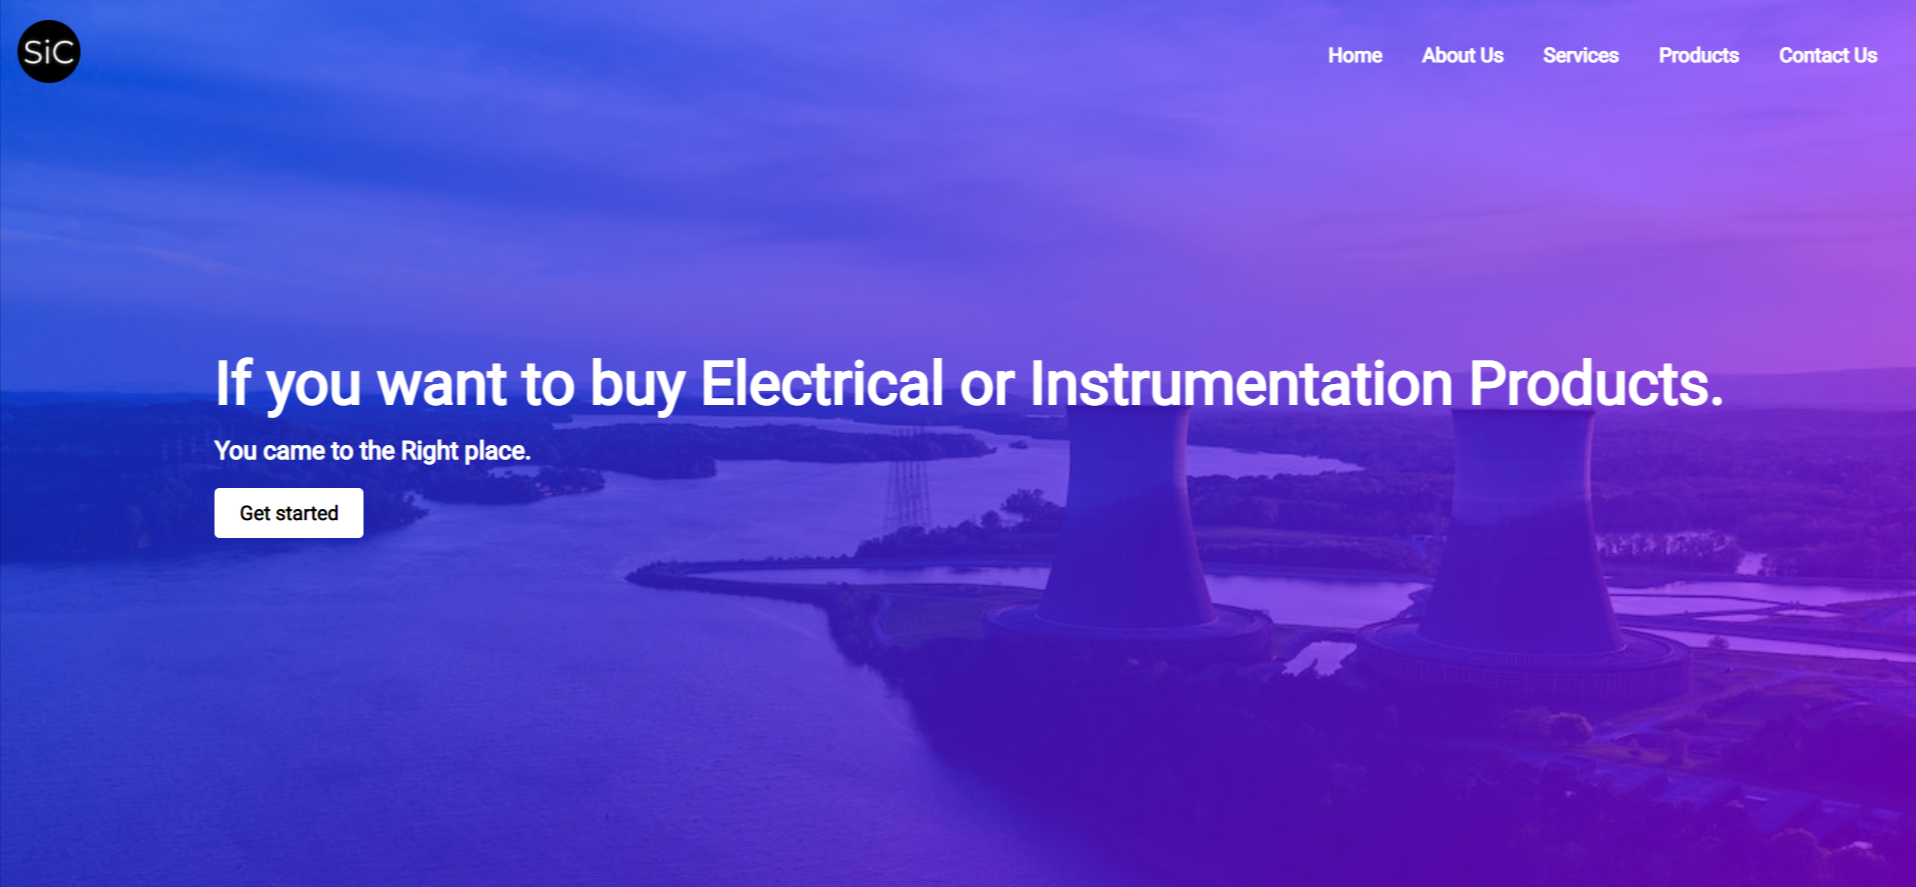 SiC
Home About Us Services Products Contact Us
If you want to buy Electrical or Instrumentation Products.
You came to the Right place.
Get started